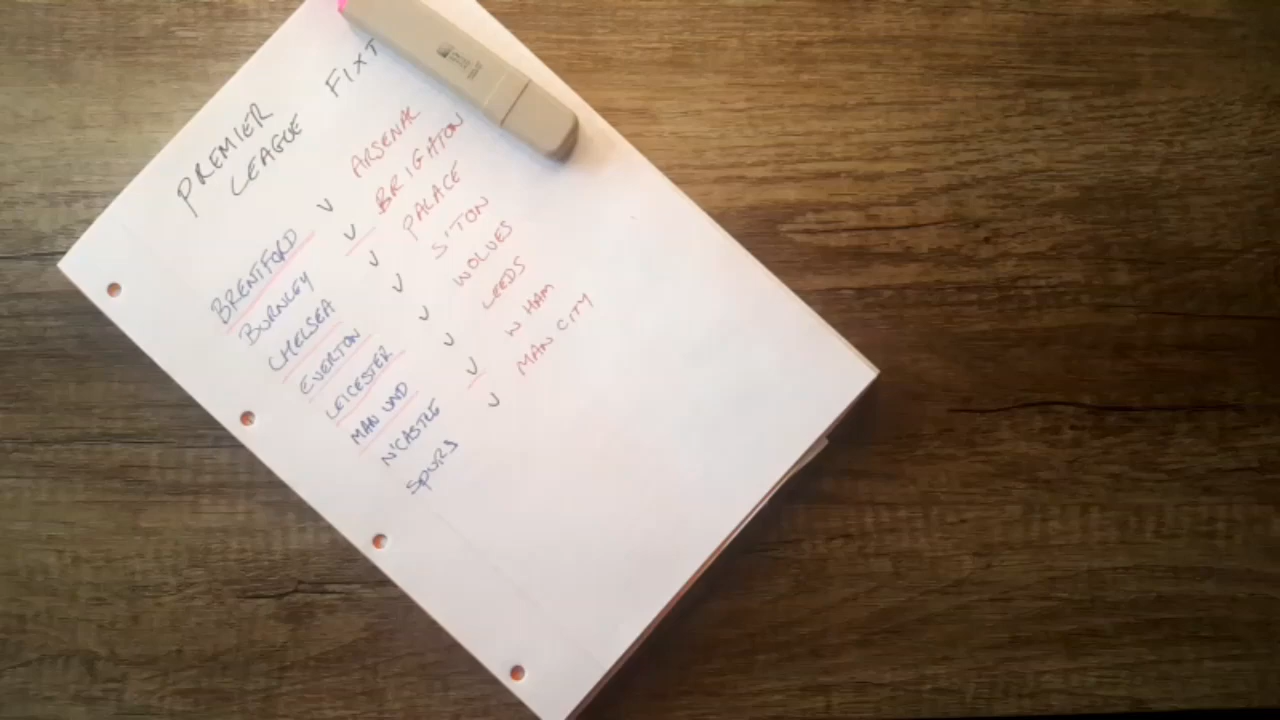 PREMIER
LEAGUE FIXT
BRENTFORD V ARSENAL
BURNLEY V BRIGHTON
CHELSEA V PALACE
EVERTON V S'TON
LEICESTER V WOLVES
MAN UND V LEEDS
N'CASTLE V W HAM
SPURS V MAN CITY